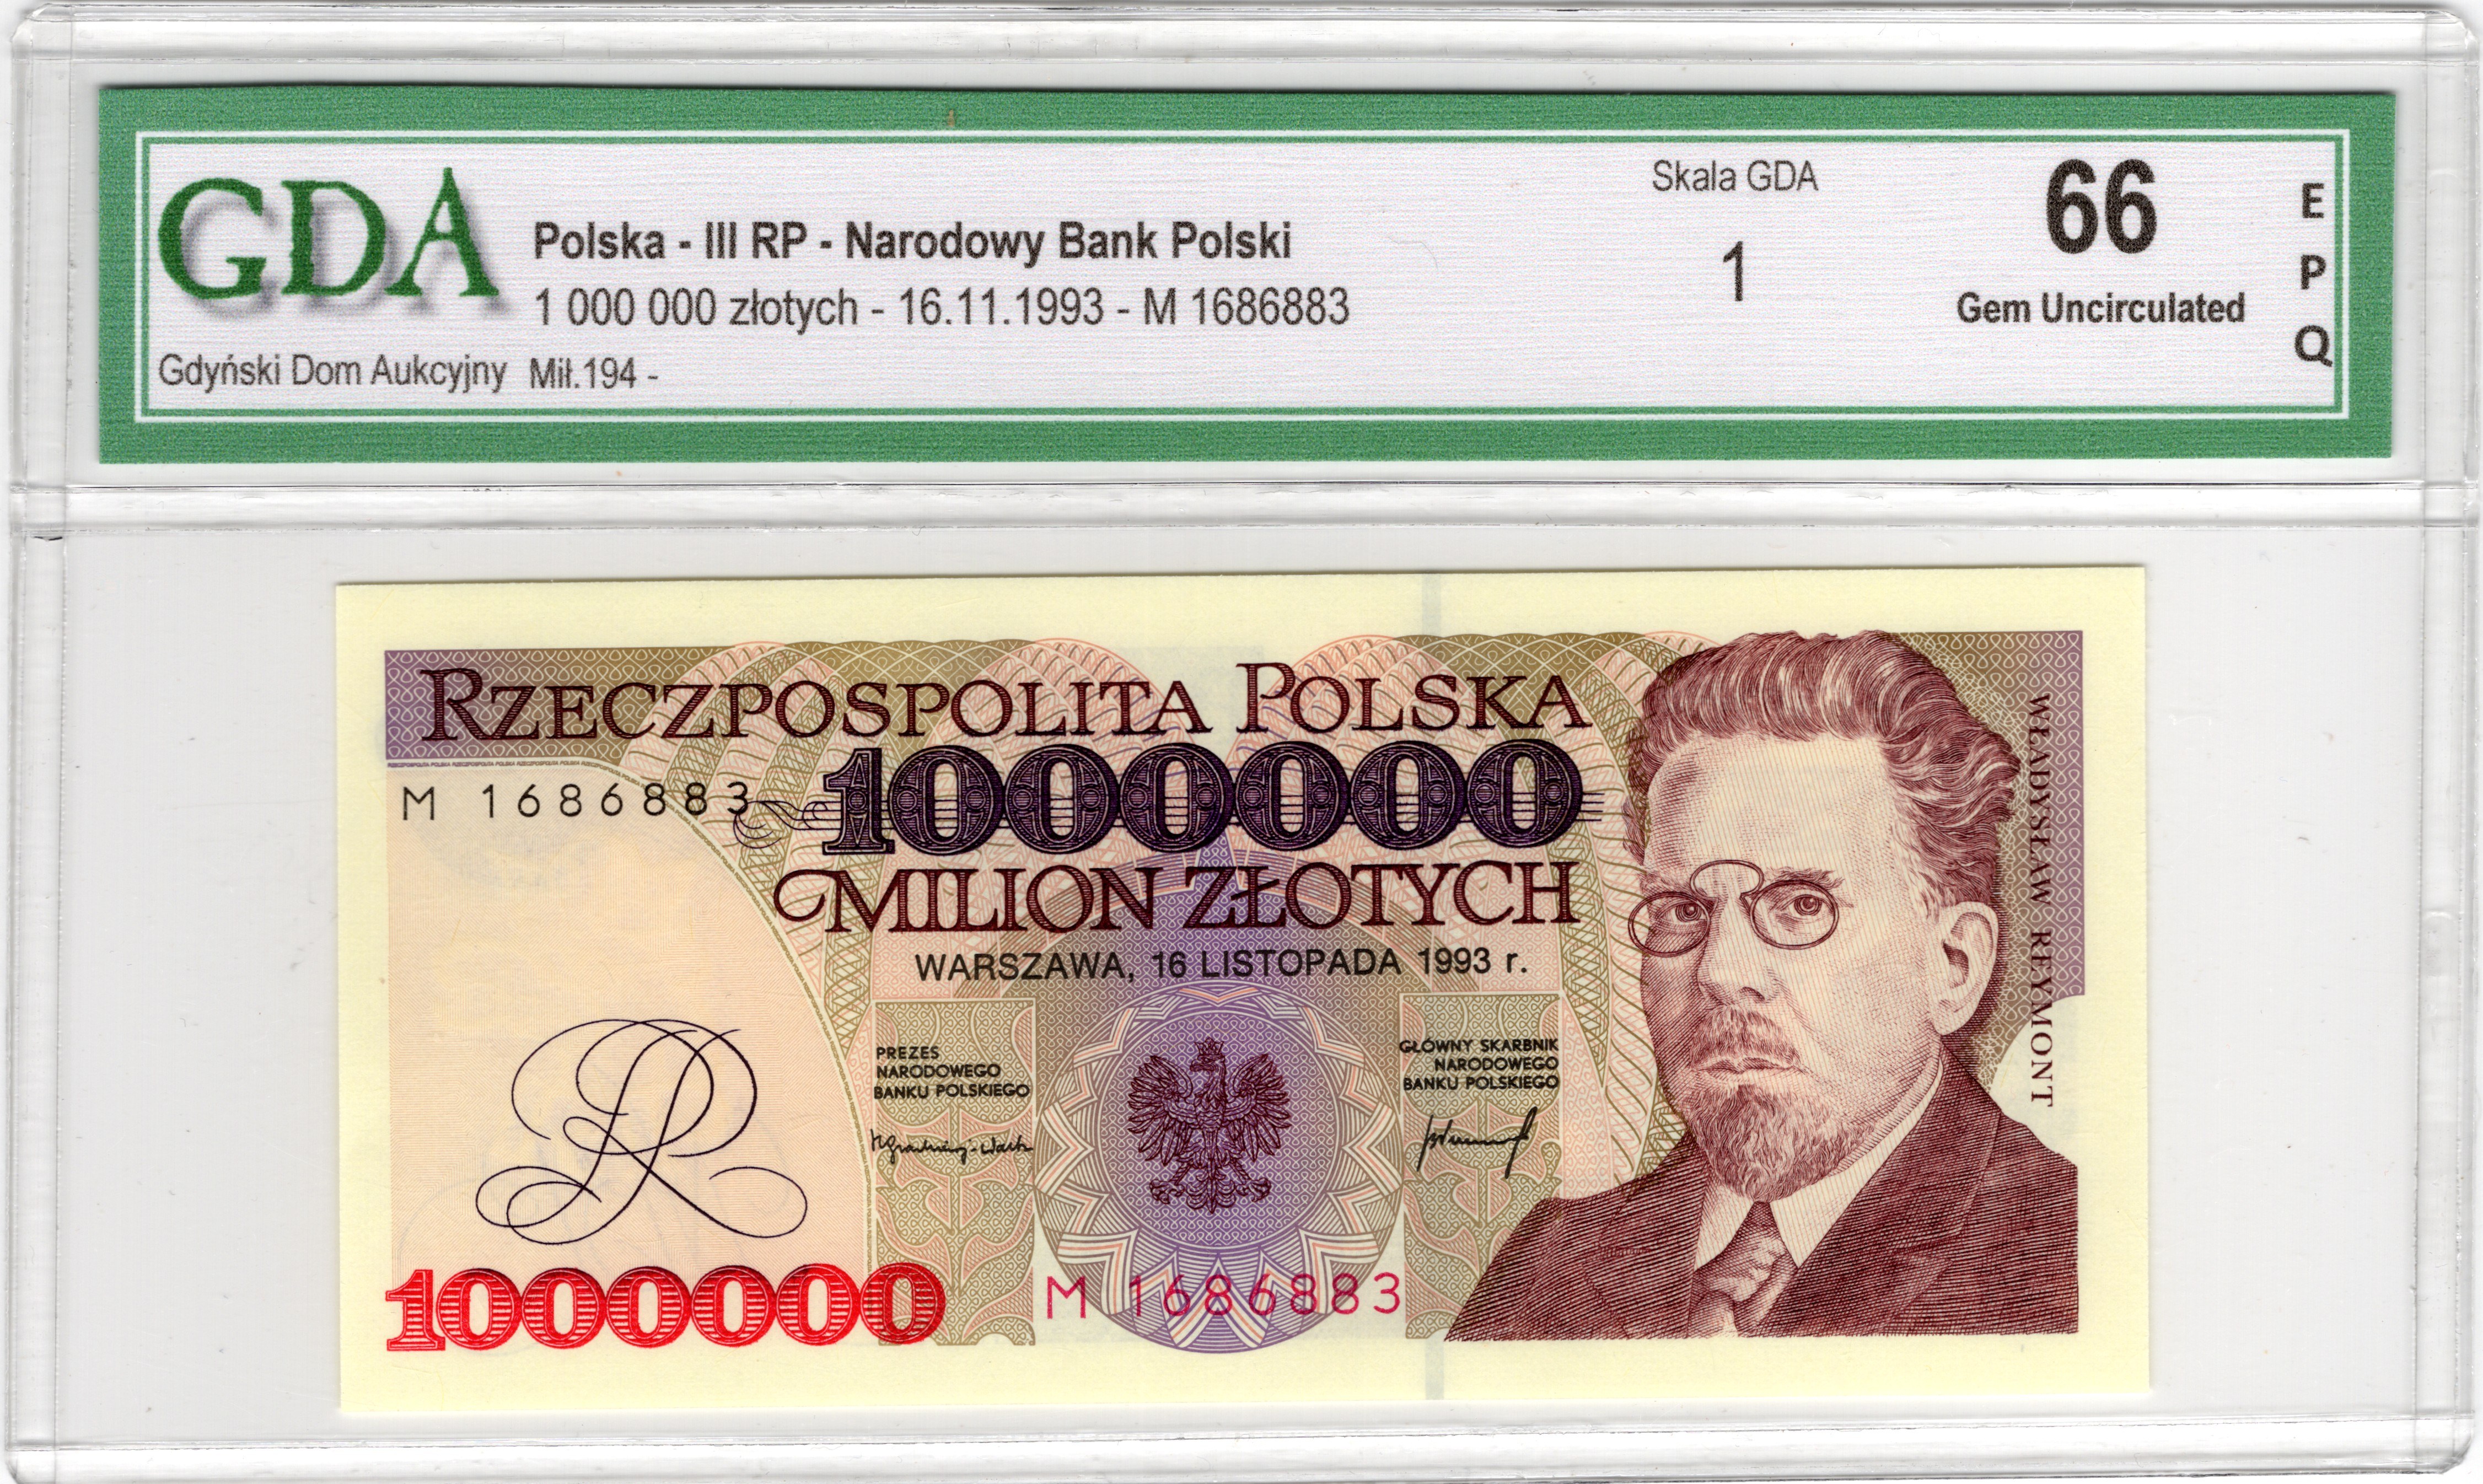 GDA
Polska - III RP - Narodowy Bank Polski
1 000 000 złotych - 16.11.1993 - M 1686883
Gdyński Dom Aukcyjny Mił.194 -
Skala GDA
1
66
Gem Uncirculated
E
P
Q
RZECZPOSPOLITA POLSKA
M 1686883
1000000
MILION ZŁOTYCH
WARSZAWA, 16 LISTOPADA 1993 r.
PREZES
NARODOWEGO
BANKU POLSKIEGO
GŁÓWNY SKARBNIK
NARODOWEGO
BANKU POLSKIEGO
WŁADYSŁAW REYMONT
1000000
M 1686883